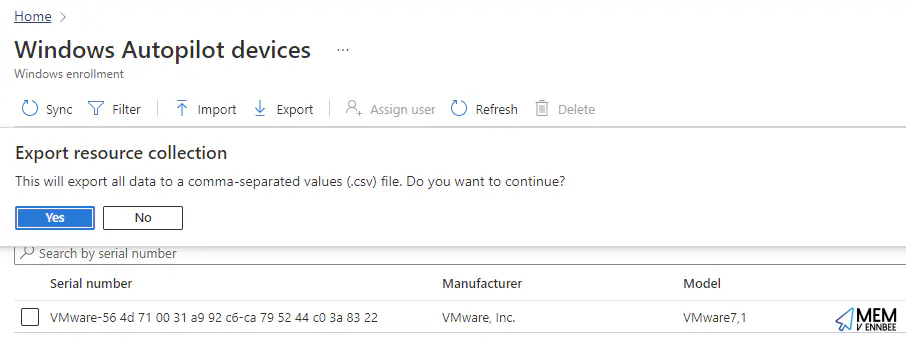 Home >
Windows Autopilot devices ...
Windows enrollment
Sync Filter Import Export Assign user Refresh Delete
Export resource collection
This will export all data to a comma-separated values (.csv) file. Do you want to continue?
Yes No
Search by serial number
Serial number Manufacturer Model
VMware-56 4d 71 00 31 a9 92 c6-ca 79 52 44 c0 3a 83 22 VMware, Inc. VMware7,1
MEM
V ENNBEE